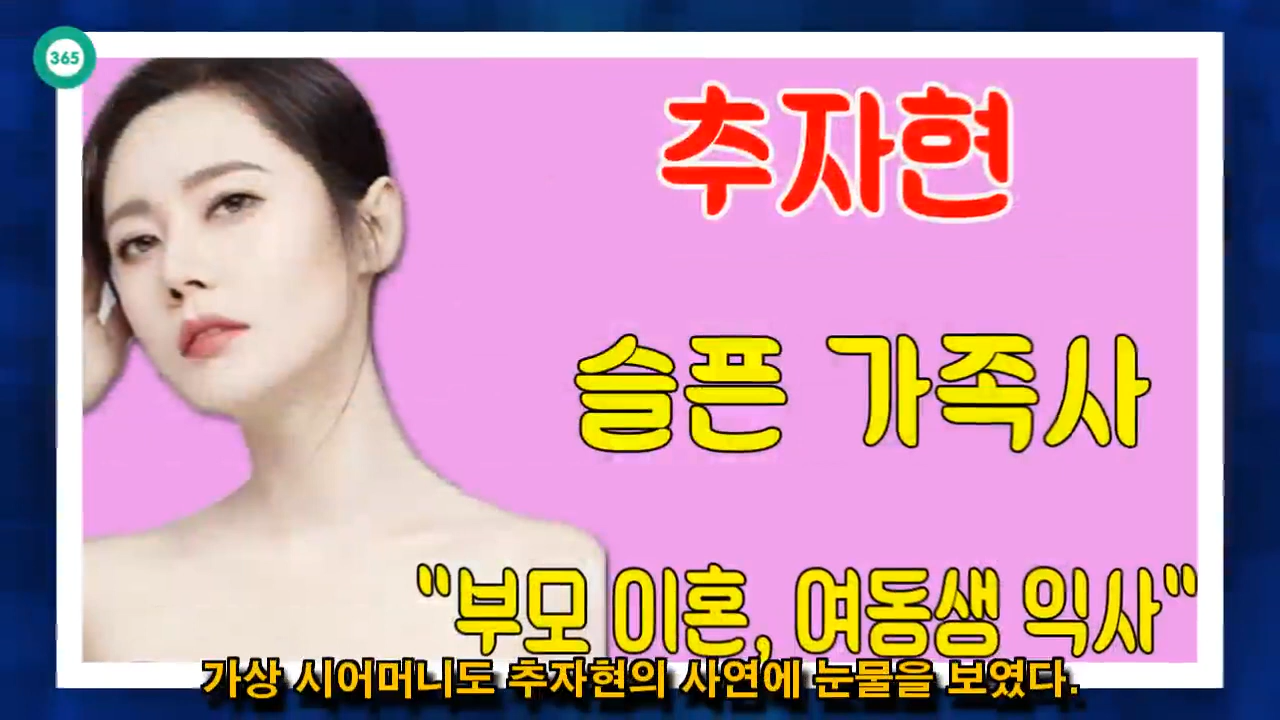 365
추자현
슬픈 가족사
"부모 이혼, 여동생 익사"
가상 시어머니도 추자현의 사연에 눈물을 보였다.